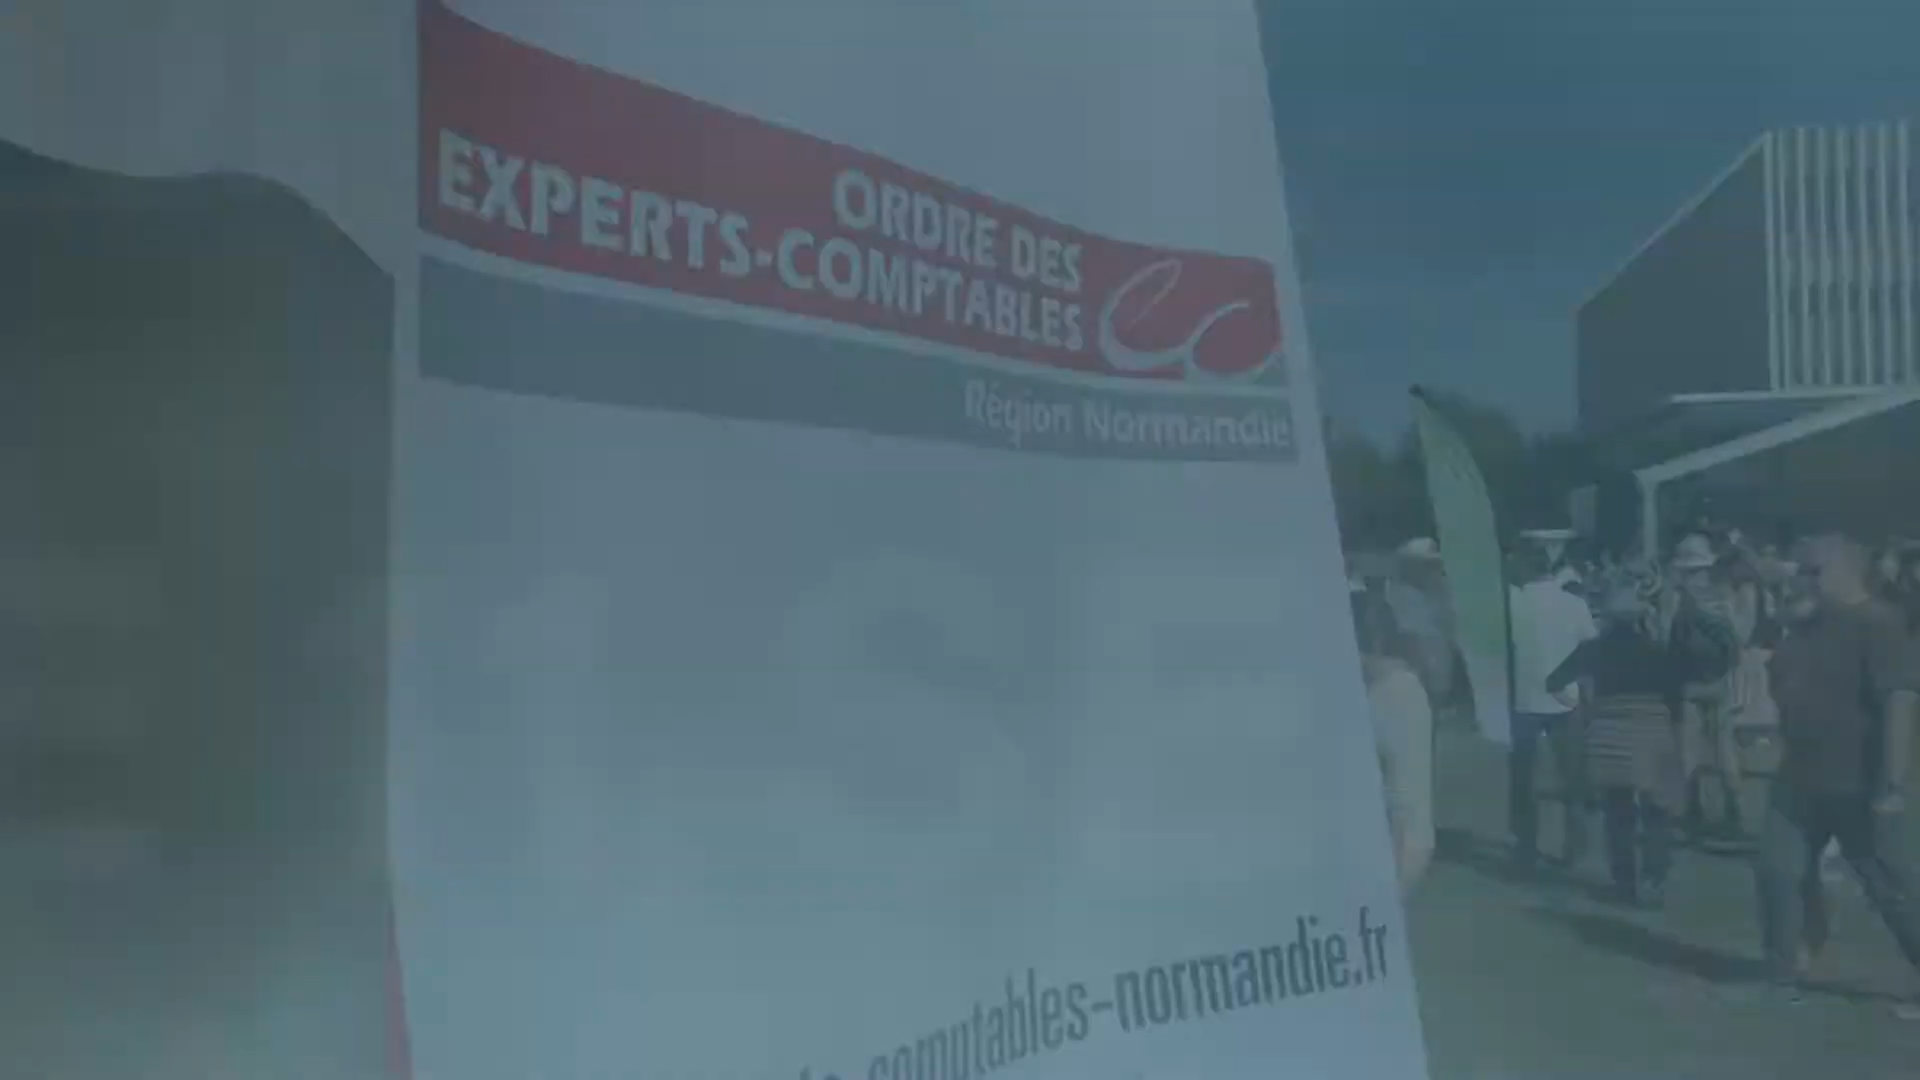 ORDRE DES
EXPERTS-COMPTABLES
Région Normandie
comptables-normandie.fr